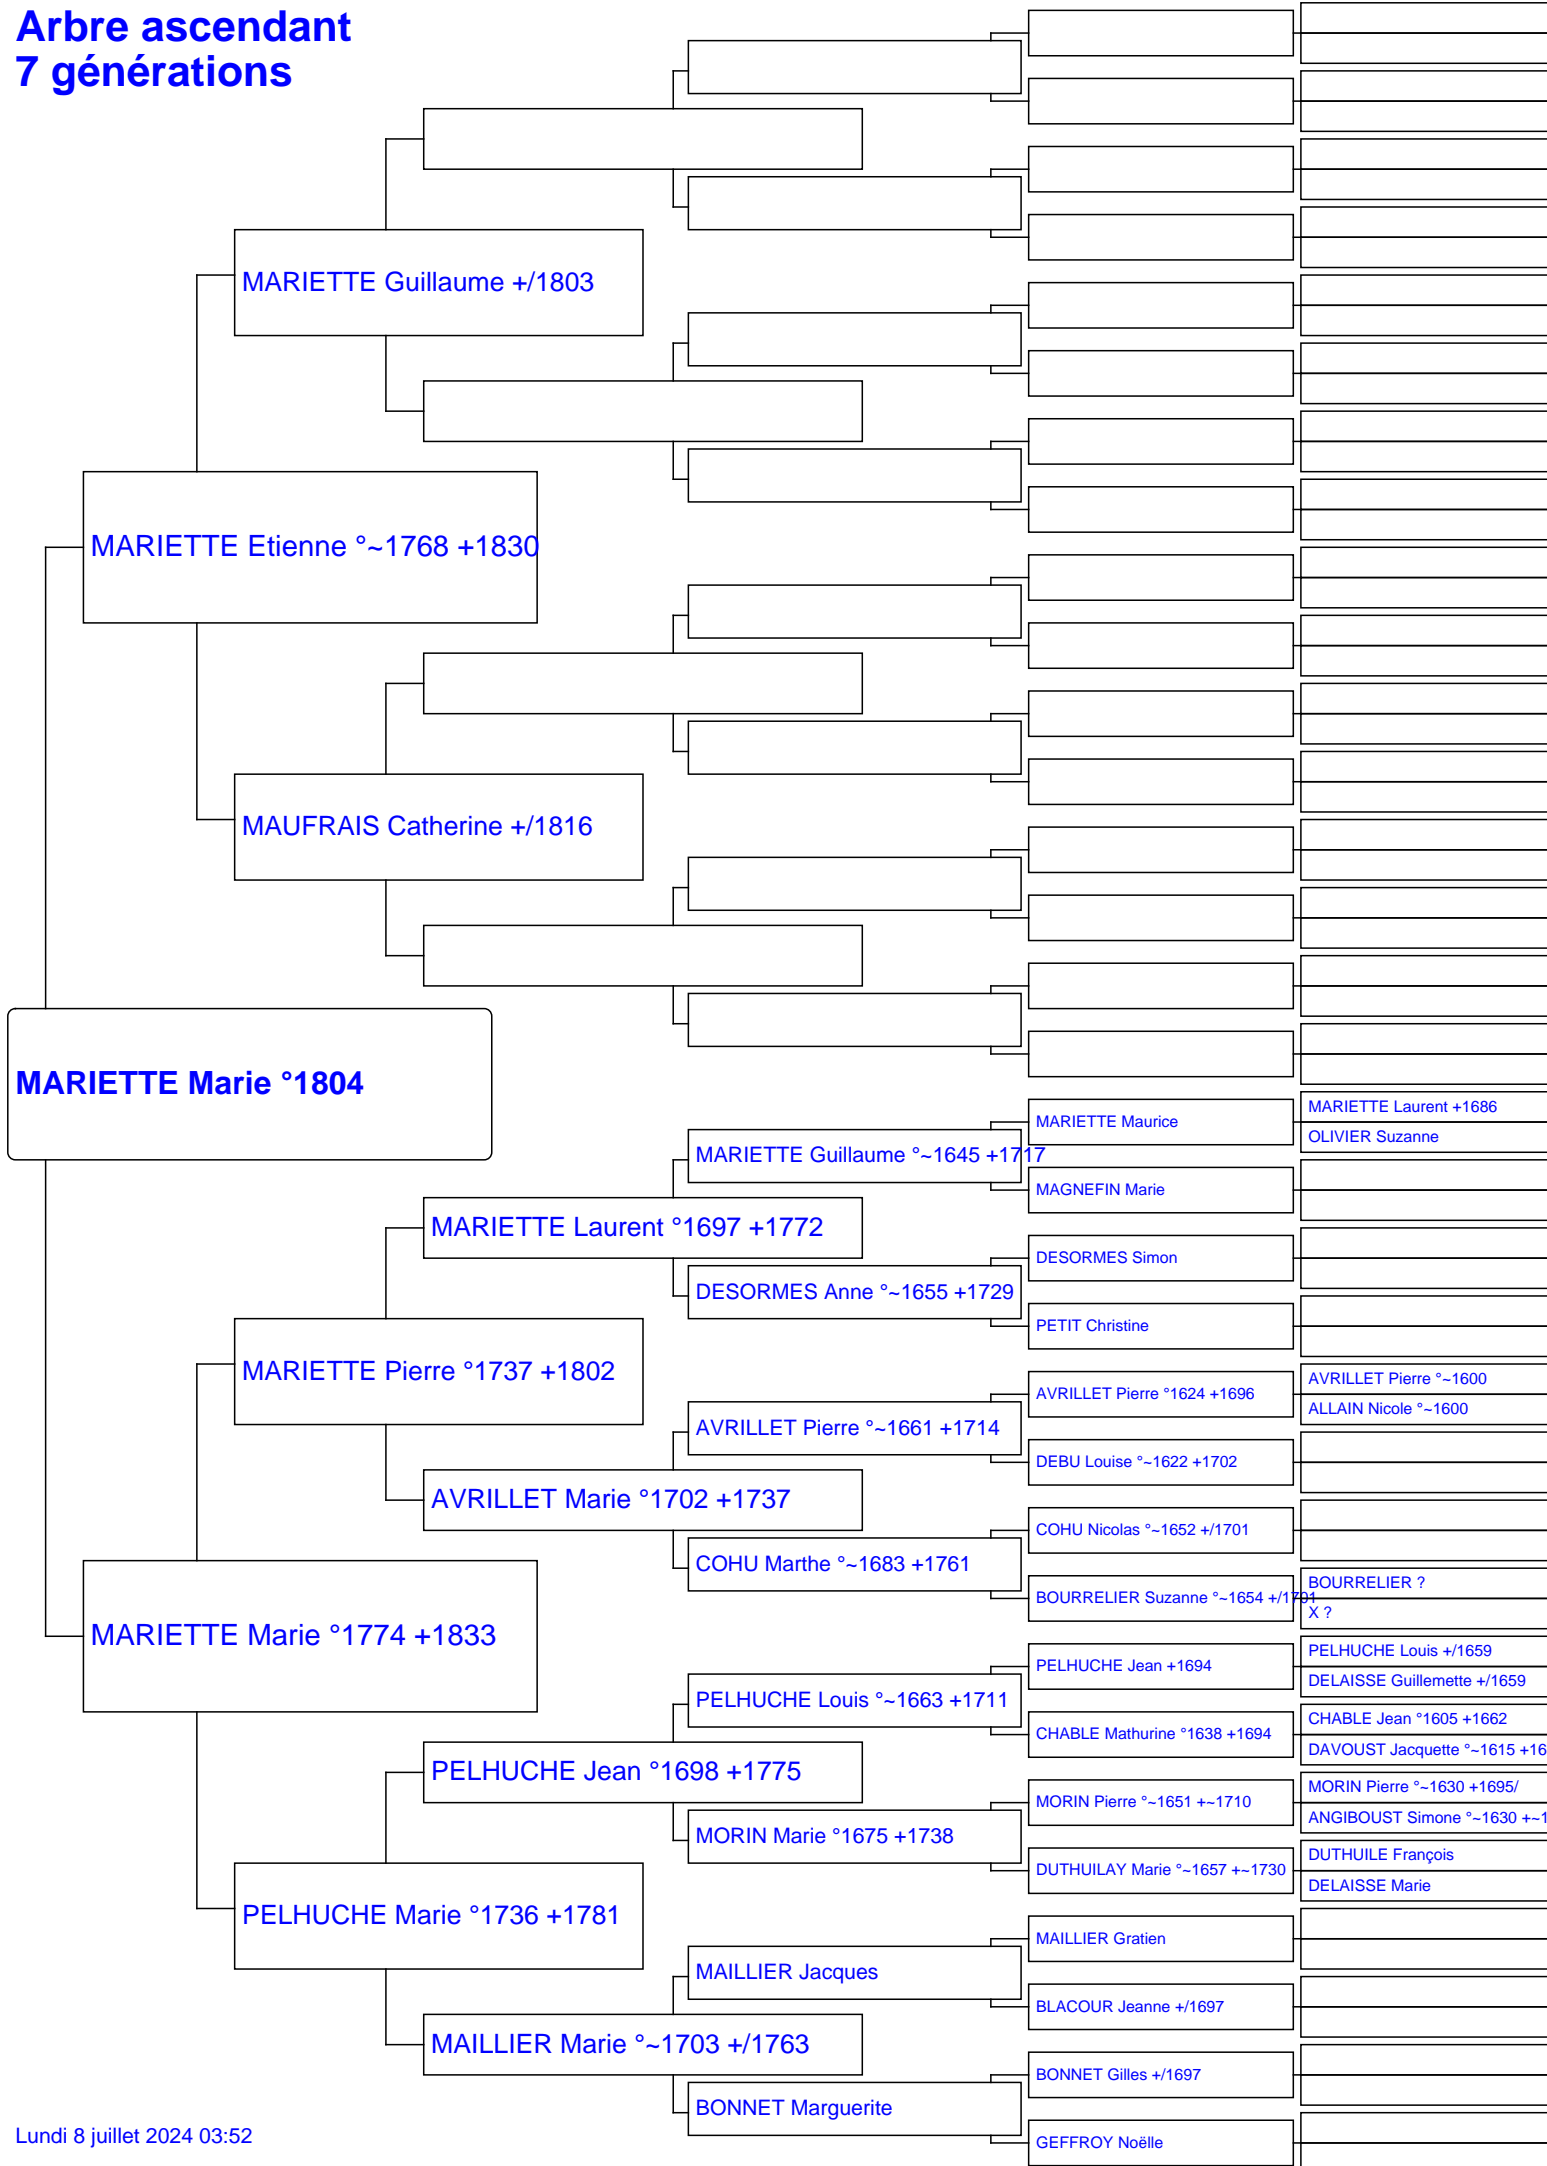 Arbre ascendant
7 générations
MARIETTE Guillaume +/1803
MARIETTE Etienne °~1768 +1830
MAUFRAIS Catherine +/1816
MARIETTE Marie °1804
MARIETTE Laurent +1686
MARIETTE Maurice
OLIVIER Suzanne
MARIETTE Guillaume °~1645 +1717
MAGNEFIN Marie
MARIETTE Laurent °1697 +1772
DESORMES Simon
DESORMES Anne °~1655 +1729
PETIT Christine
MARIETTE Pierre °1737 +1802
AVRILLET Pierre °~1600
AVRILLET Pierre °1624 +1696
ALLAIN Nicole °~1600
AVRILLET Pierre °~1661 +1714
DEBU Louise °~1622 +1702
AVRILLET Marie °1702 +1737
COHU Nicolas °~1652 +/1701
COHU Marthe °~1683 +1761
BOURRELIER ?
BOURRELIER Suzanne °~1654 +/1701
X ?
MARIETTE Marie °1774 +1833
PELHUCHE Louis +/1659
PELHUCHE Jean +1694
DELAISSE Guillemette +/1659
PELHUCHE Louis °~1663 +1711
CHABLE Jean °1605 +1662
CHABLE Mathurine °1638 +1694
DAVOUST Jacquette °~1615 +16
PELHUCHE Jean °1698 +1775
MORIN Pierre °~1630 +1695/
MORIN Pierre °~1651 +~1710
ANGIBOUST Simone °~1630 +~1
MORIN Marie °1675 +1738
DUTHUILE François
DUTHUILAY Marie °~1657 +~1730
DELAISSE Marie
PELHUCHE Marie °1736 +1781
MAILLIER Gratien
MAILLIER Jacques
BLACOUR Jeanne +/1697
MAILLIER Marie °~1703 +/1763
BONNET Gilles +/1697
BONNET Marguerite
GEFFROY Noëlle
Lundi 8 juillet 2024 03:52